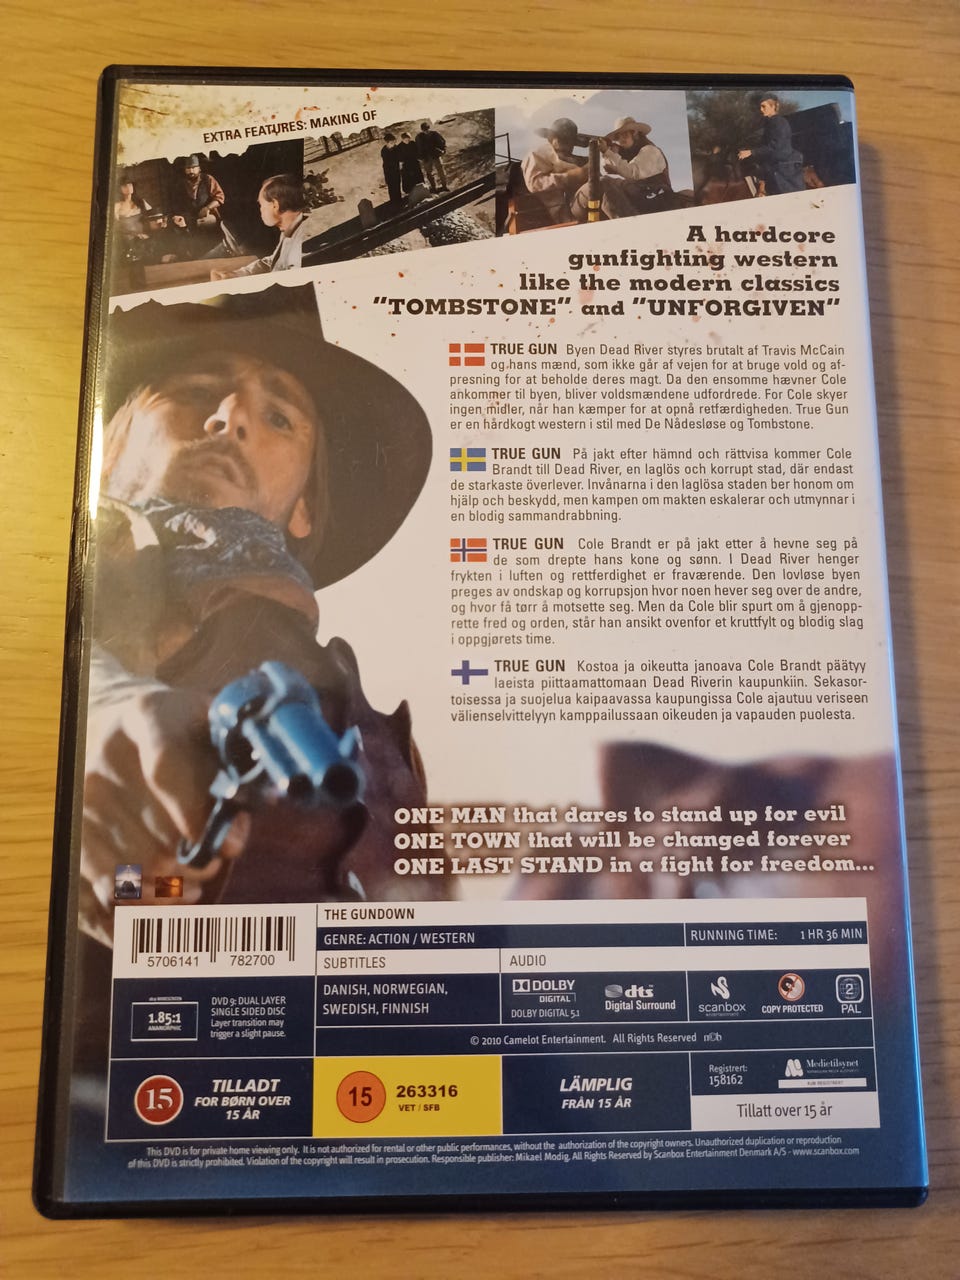 EXTRA FEATURES: MAKING OF
A hardcore
gunfighting western
like the modern classics
"TOMBSTONE" and "UNFORGIVEN"
TRUE GUN Byen Dead River styres brutalt af Travis McCain
og hans mænd, som ikke går af vejen for at bruge vold og af-
presning for at beholde deres magt. Da den ensomme hævner Cole
ankommer til byen, bliver voldsmændene udfordrede. For Cole skyer
ingen midler, når han kæmper for at opnå retfærdigheden. True Gun
er en hårdkogt western i stil med De Nådesløse og Tombstone.
TRUE GUN På jakt efter hämnd och rättvisa kommer Cole
Brandt till Dead River, en laglös och korrupt stad, där endast
de starkaste överlever. Invånarna i den laglösa staden ber honom om
hjälp och beskydd, men kampen om makten eskalerar och utmynnar i
en blodig sammandrabbning.
TRUE GUN Cole Brandt er på jakt etter å hevne seg på
de som drepte hans kone og sønn. I Dead River henger
frykten i luften og rettferdighet er fraværende. Den lovløse byen
preges av ondskap og korrupsjon hvor noen hever seg over de andre,
og hvor få tørr å motsette seg. Men da Cole blir spurt om å gjenopp-
rette fred og orden, står han ansikt ovenfor et kruttfylt og blodig slag
i oppgjørets time.
TRUE GUN Kostoa ja oikeutta janoava Cole Brandt päätyy
laeista piittaamattomaan Dead Riverin kaupunkiin. Sekasor-
toisessa ja suojelua kaipaavassa kaupungissa Cole ajautuu veriseen
välienselvittelyyn kamppailussaan oikeuden ja vapauden puolesta.
ONE MAN that dares to stand up for evil
ONE TOWN that will be changed forever
ONE LAST STAND in a fight for freedom...
THE GUNDOWN
GENRE: ACTION / WESTERN RUNNING TIME: 1 HR 36 MIN
SUBTITLES AUDIO
5706141 782700
DANISH, NORWEGIAN,
SWEDISH, FINNISH
DOLBY
DIGITAL
DOLBY DIGITAL 5.1
dts
Digital Surround
scanbox
ENTERTAINMENT
COPY PROTECTED
2
PAL
16:9 WIDESCREEN
1.85:1
ANAMORPHIC
DVD 9: DUAL LAYER
SINGLE SIDED DISC
Layer transition may
trigger a slight pause.
© 2010 Camelot Entertainment. All Rights Reserved n©b
15
TILLADT
FOR BØRN OVER
15 ÅR
15
263316
VET / SFB
LÄMPLIG
FRÅN 15 ÅR
Registrert:
158162
Medietilsynet
NORWEGIAN MEDIA AUTHORITY
KUN REGISTRERT
Tillatt over 15 år
This DVD is for private home viewing only. It is not authorized for rental or other public performances, without the authorization of the copyright owners. Unauthorized duplication or reproduction
of this DVD is strictly prohibited. Violation of the copyright will result in prosecution. Responsible publisher: Mikael Modig. All Rights Reserved by Scanbox Entertainment Denmark A/S - www.scanbox.com